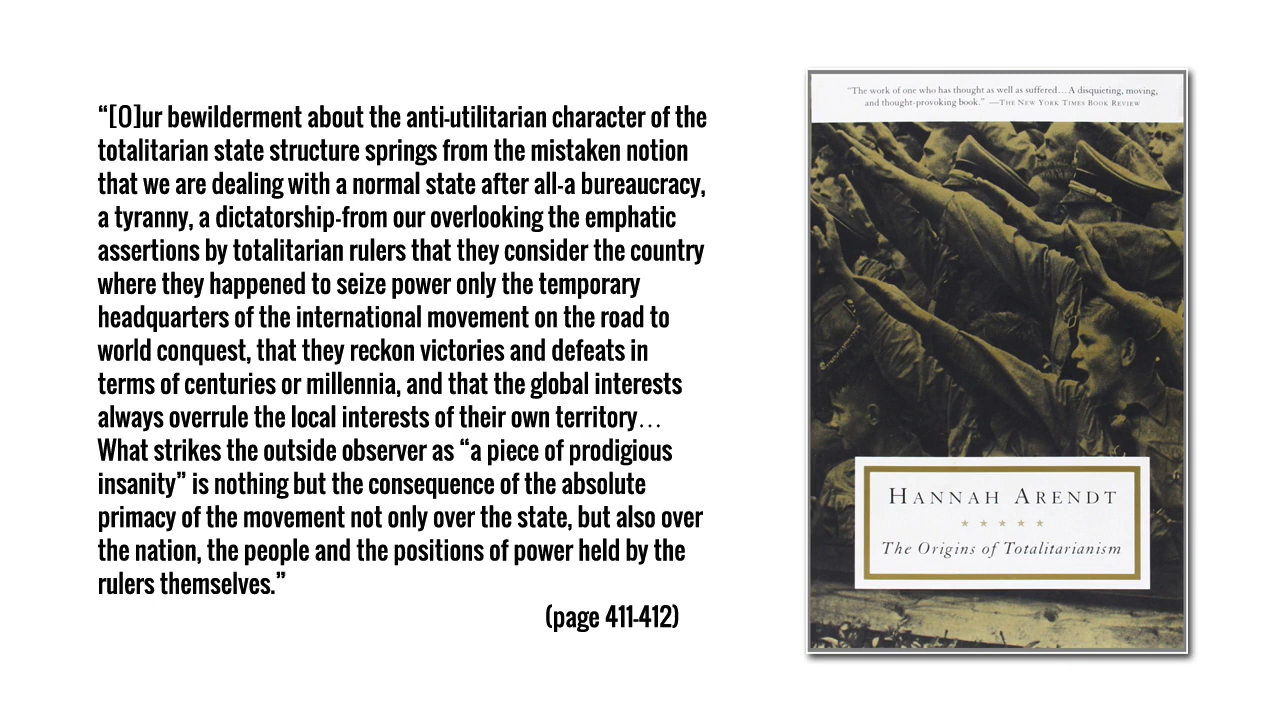 “[O]ur bewilderment about the anti-utilitarian character of the
totalitarian state structure springs from the mistaken notion
that we are dealing with a normal state after all-a bureaucracy,
a tyranny, a dictatorship-from our overlooking the emphatic
assertions by totalitarian rulers that they consider the country
where they happened to seize power only the temporary
headquarters of the international movement on the road to
world conquest, that they reckon victories and defeats in
terms of centuries or millennia, and that the global interests
always overrule the local interests of their own territory…
What strikes the outside observer as “a piece of prodigious
insanity” is nothing but the consequence of the absolute
primacy of the movement not only over the state, but also over
the nation, the people and the positions of power held by the
rulers themselves.”
(page 411-412)
“The work of one who has thought as well as suffered…A disquieting, moving,
and thought-provoking book.” —THE NEW YORK TIMES BOOK REVIEW
HANNAH ARENDT
The Origins of Totalitarianism